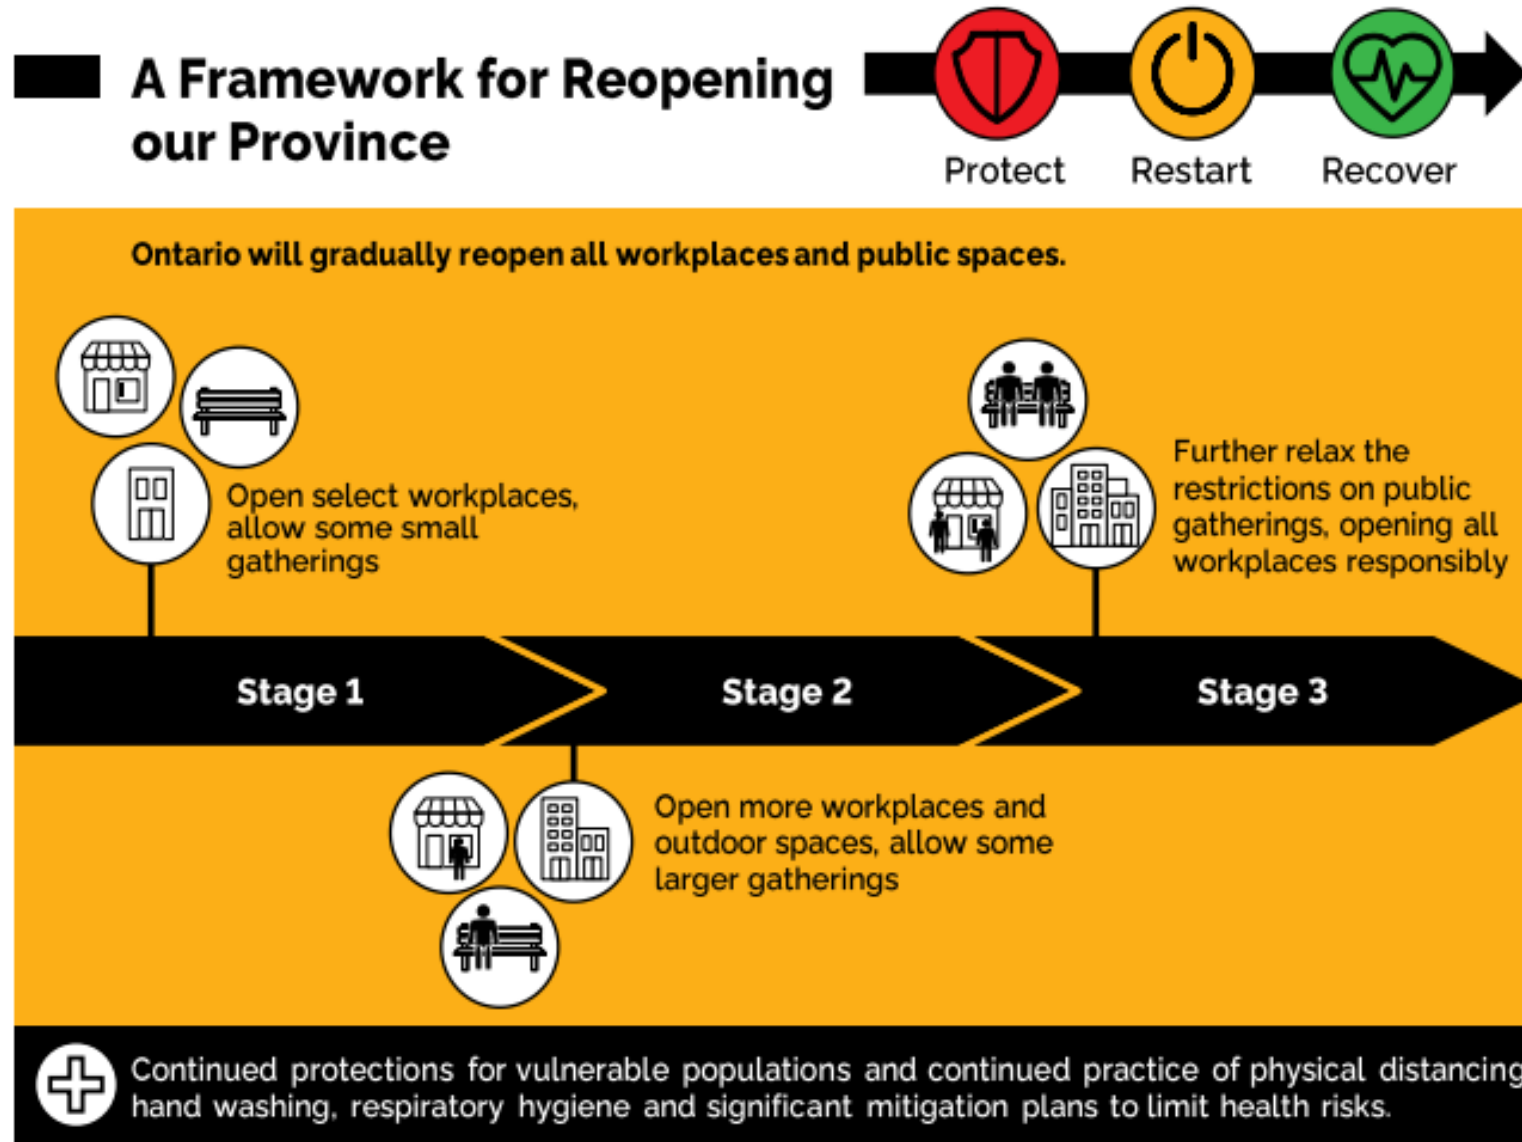 A Framework for Reopening
our Province
Protect
Restart
Recover
Ontario will gradually reopen all workplaces and public spaces.
Open select workplaces,
allow some small
gatherings
Further relax the
restrictions on public
gatherings, opening all
workplaces responsibly
Stage 1
Stage 2
Stage 3
Open more workplaces and
outdoor spaces, allow some
larger gatherings
Continued protections for vulnerable populations and continued practice of physical distancing
hand washing, respiratory hygiene and significant mitigation plans to limit health risks.